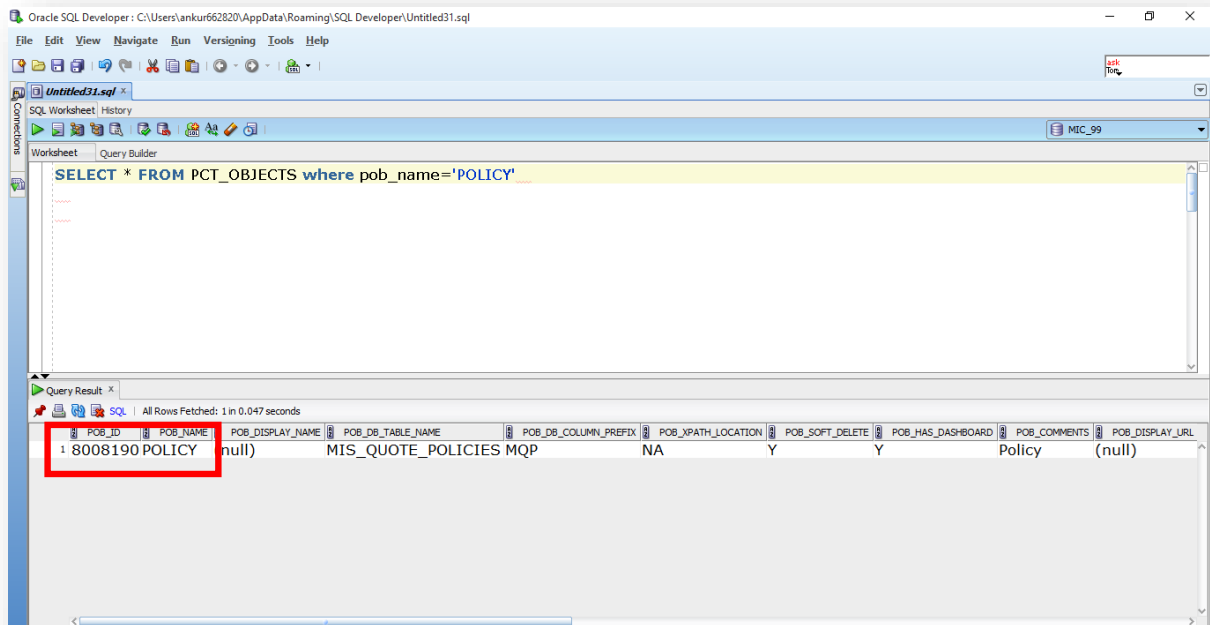 Oracle SQL Developer : C:\Users\ankur662820\AppData\Roaming\SQL Developer\Untitled31.sql
File Edit View Navigate Run Versioning Tools Help
ask
Tom
Untitled31.sql
Connections
SQL Worksheet History
MIC_99
Worksheet Query Builder
SELECT * FROM PCT_OBJECTS where pob_name='POLICY'
Query Result
SQL | All Rows Fetched: 1 in 0.047 seconds
POB_ID POB_NAME POB_DISPLAY_NAME POB_DB_TABLE_NAME POB_DB_COLUMN_PREFIX POB_XPATH_LOCATION POB_SOFT_DELETE POB_HAS_DASHBOARD POB_COMMENTS POB_DISPLAY_URL
1 8008190 POLICY (null) MIS_QUOTE_POLICIES MQP NA Y Y Policy (null)